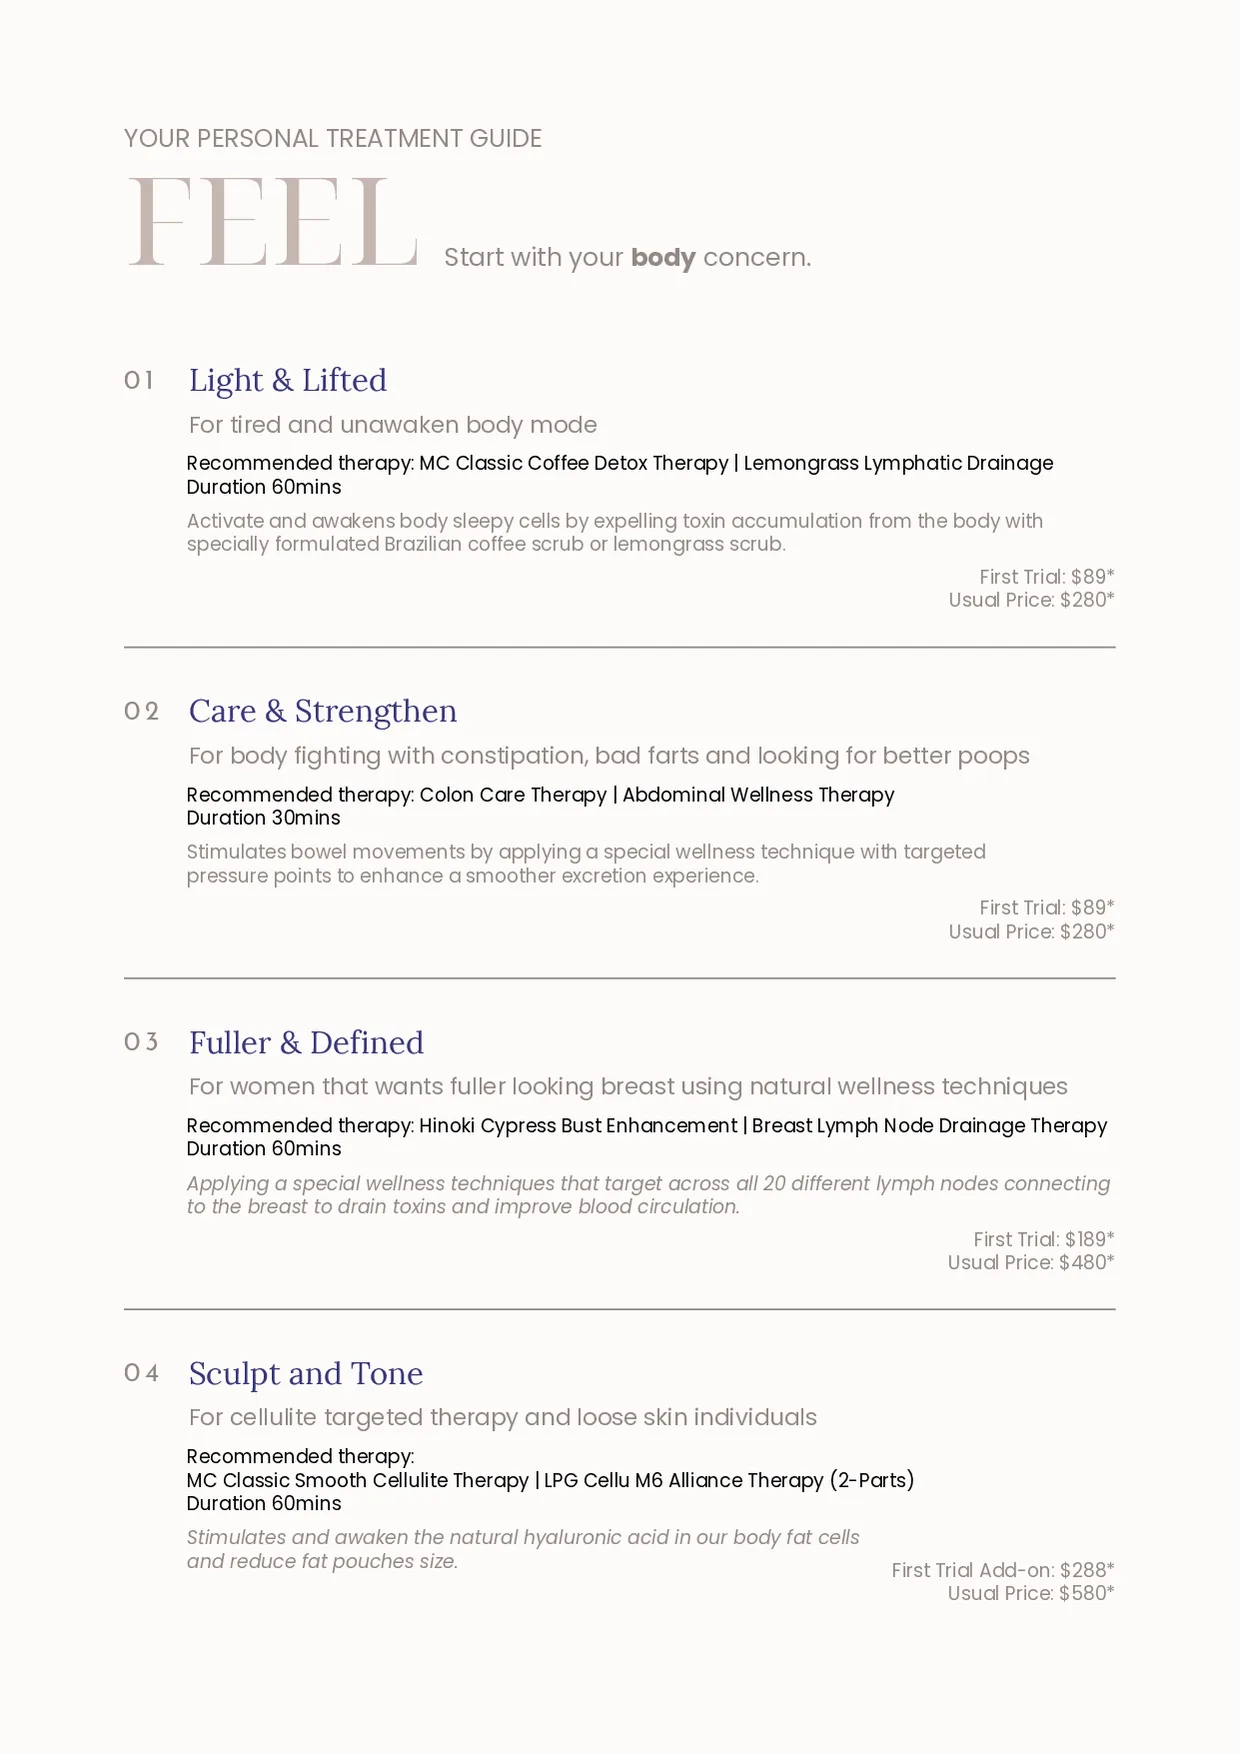 YOUR PERSONAL TREATMENT GUIDE
FEEL Start with your body concern.
01 Light & Lifted
For tired and unawaken body mode
Recommended therapy: MC Classic Coffee Detox Therapy | Lemongrass Lymphatic Drainage
Duration 60mins
Activate and awakens body sleepy cells by expelling toxin accumulation from the body with
specially formulated Brazilian coffee scrub or lemongrass scrub.
First Trial: $89*
Usual Price: $280*
02 Care & Strengthen
For body fighting with constipation, bad farts and looking for better poops
Recommended therapy: Colon Care Therapy | Abdominal Wellness Therapy
Duration 30mins
Stimulates bowel movements by applying a special wellness technique with targeted
pressure points to enhance a smoother excretion experience.
First Trial: $89*
Usual Price: $280*
03 Fuller & Defined
For women that wants fuller looking breast using natural wellness techniques
Recommended therapy: Hinoki Cypress Bust Enhancement | Breast Lymph Node Drainage Therapy
Duration 60mins
Applying a special wellness techniques that target across all 20 different lymph nodes connecting
to the breast to drain toxins and improve blood circulation.
First Trial: $189*
Usual Price: $480*
04 Sculpt and Tone
For cellulite targeted therapy and loose skin individuals
Recommended therapy:
MC Classic Smooth Cellulite Therapy | LPG Cellu M6 Alliance Therapy (2-Parts)
Duration 60mins
Stimulates and awaken the natural hyaluronic acid in our body fat cells
and reduce fat pouches size.
First Trial Add-on: $288*
Usual Price: $580*